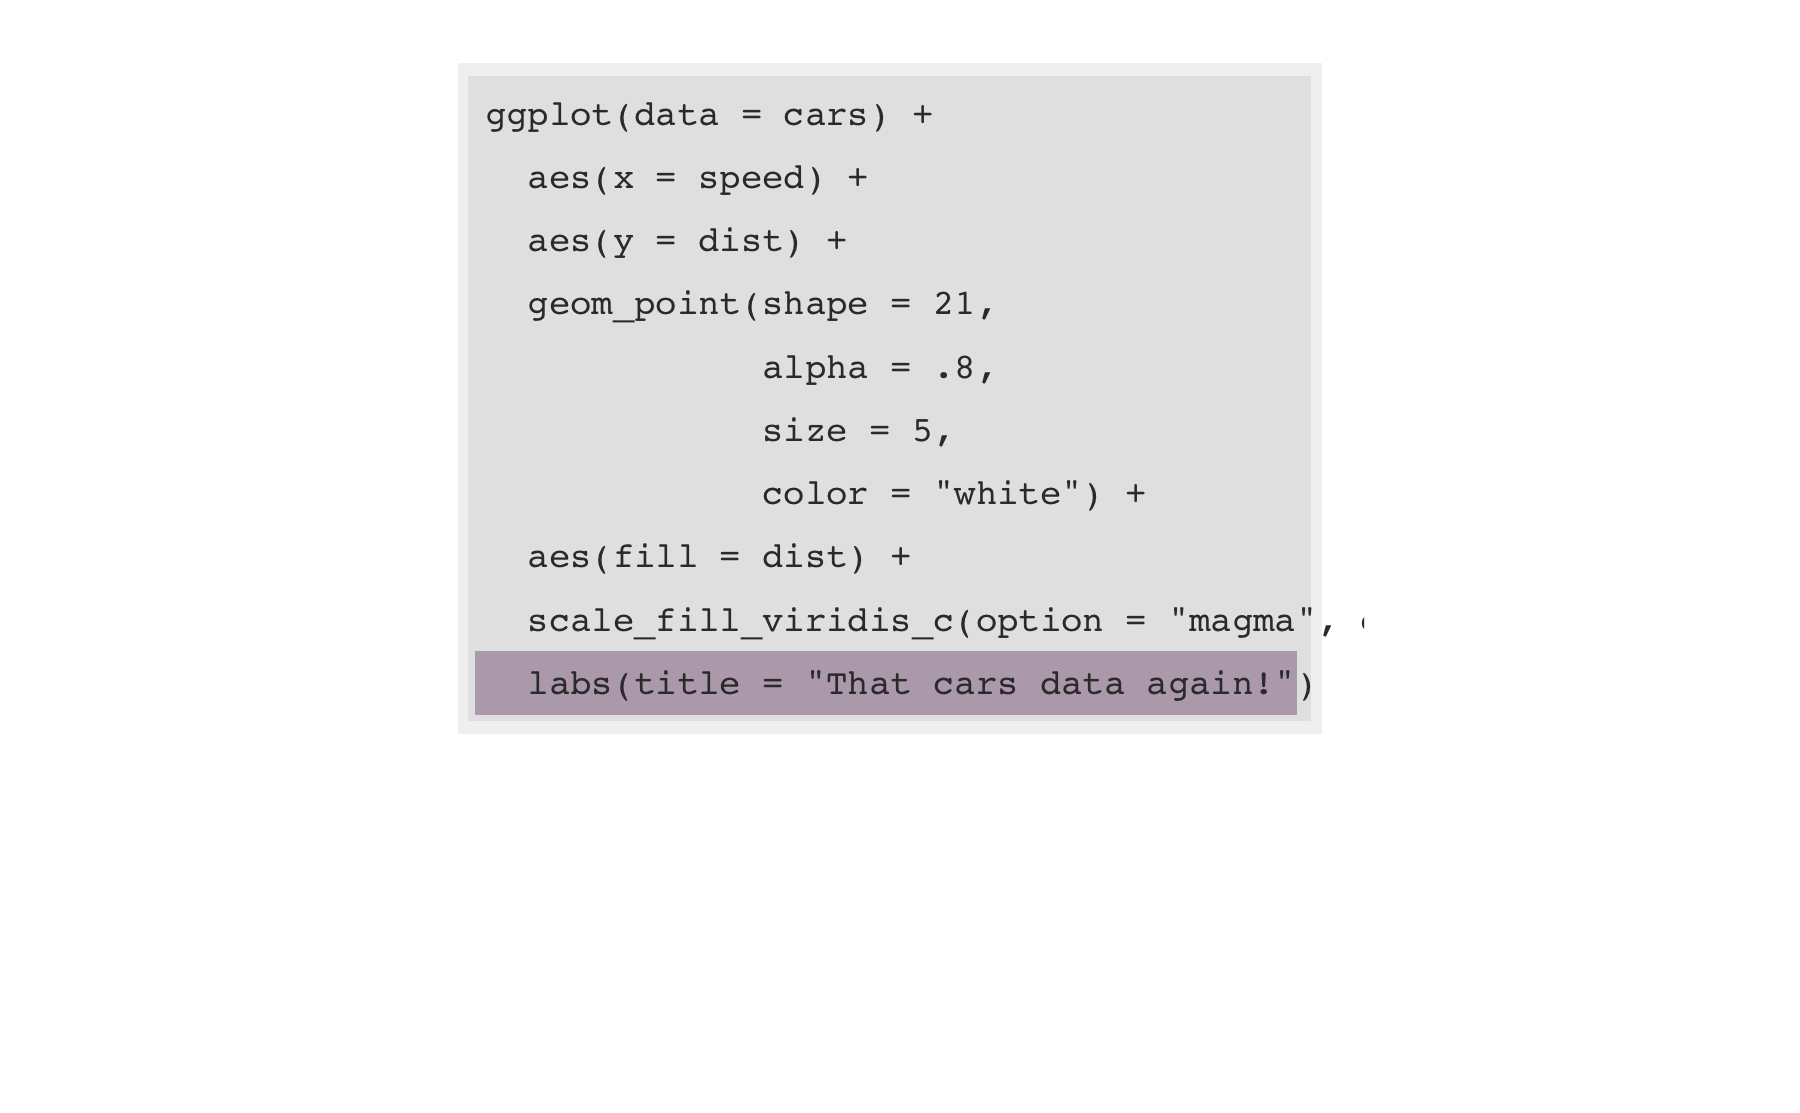 ggplot(data = cars) +
  aes(x = speed) +
  aes(y = dist) +
  geom_point(shape = 21,
             alpha = .8,
             size = 5,
             color = "white") +
  aes(fill = dist) +
  scale_fill_viridis_c(option = "magma",
  labs(title = "That cars data again!")